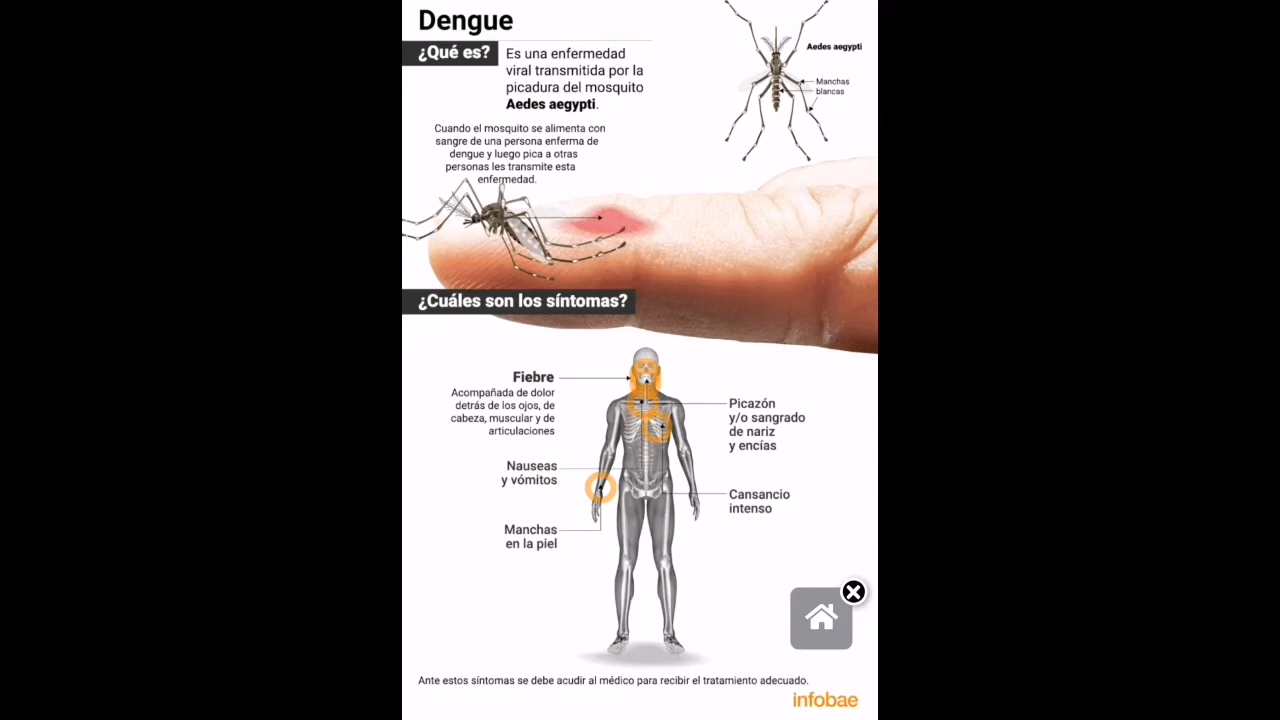 Dengue
¿Qué es?
Es una enfermedad
viral transmitida por la
picadura del mosquito
Aedes aegypti.
Aedes aegypti
Manchas
blancas
Cuando el mosquito se alimenta con
sangre de una persona enferma de
dengue y luego pica a otras
personas les transmite esta
enfermedad.
¿Cuáles son los síntomas?
Fiebre
Acompañada de dolor
detrás de los ojos, de
cabeza, muscular y de
articulaciones
Picazón
y/o sangrado
de nariz
y encías
Nauseas
y vómitos
Cansancio
intenso
Manchas
en la piel
Ante estos síntomas se debe acudir al médico para recibir el tratamiento adecuado.
infobae